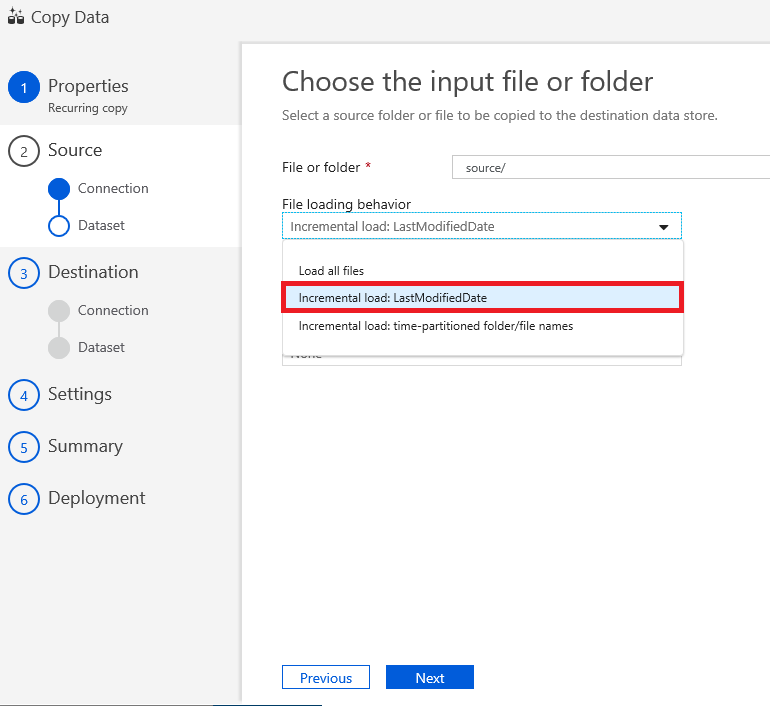 Copy Data
1 Properties
Recurring copy
2 Source
Connection
Dataset
3 Destination
Connection
Dataset
4 Settings
5 Summary
6 Deployment
Choose the input file or folder
Select a source folder or file to be copied to the destination data store.
File or folder * source/
File loading behavior
Incremental load: LastModifiedDate
Load all files
Incremental load: LastModifiedDate
Incremental load: time-partitioned folder/file names
None
Previous Next